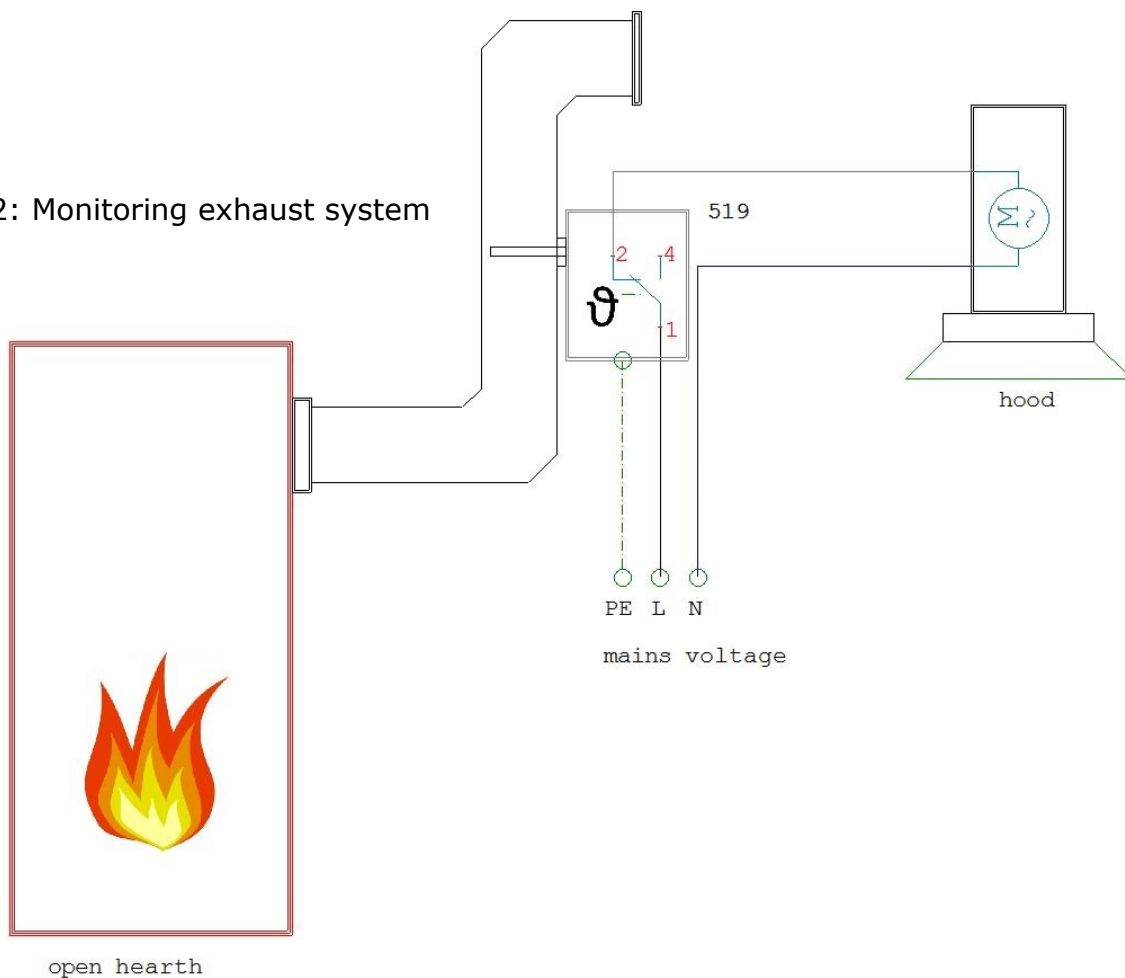 2: Monitoring exhaust system
519
2 4
ϑ
1
M
~
hood
PE L N
mains voltage
open hearth